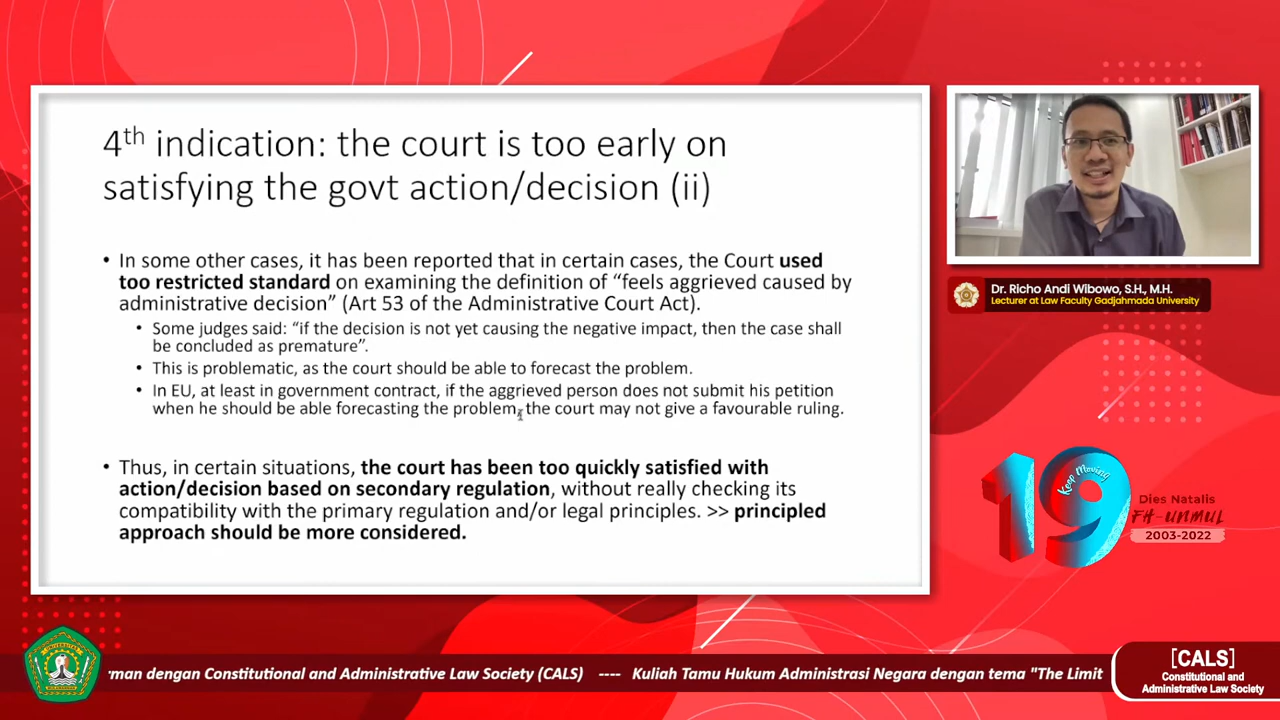 4th indication: the court is too early on
satisfying the govt action/decision (ii)
• In some other cases, it has been reported that in certain cases, the Court used
too restricted standard on examining the definition of “feels aggrieved caused by
administrative decision” (Art 53 of the Administrative Court Act).
• Some judges said: “if the decision is not yet causing the negative impact, then the case shall
be concluded as premature”.
• This is problematic, as the court should be able to forecast the problem.
• In EU, at least in government contract, if the aggrieved person does not submit his petition
when he should be able forecasting the problem, the court may not give a favourable ruling.
• Thus, in certain situations, the court has been too quickly satisfied with
action/decision based on secondary regulation, without really checking its
compatibility with the primary regulation and/or legal principles. >> principled
approach should be more considered.
Dr. Richo Andi Wibowo, S.H., M.H.
Lecturer at Law Faculty Gadjahmada University
19
Keep Moving
Dies Natalis
FH-UNMUL
2003-2022
man dengan Constitutional and Administrative Law Society (CALS) ---- Kuliah Tamu Hukum Administrasi Negara dengan tema "The Limit
[CALS]
Constitutional and
Administrative Law Society